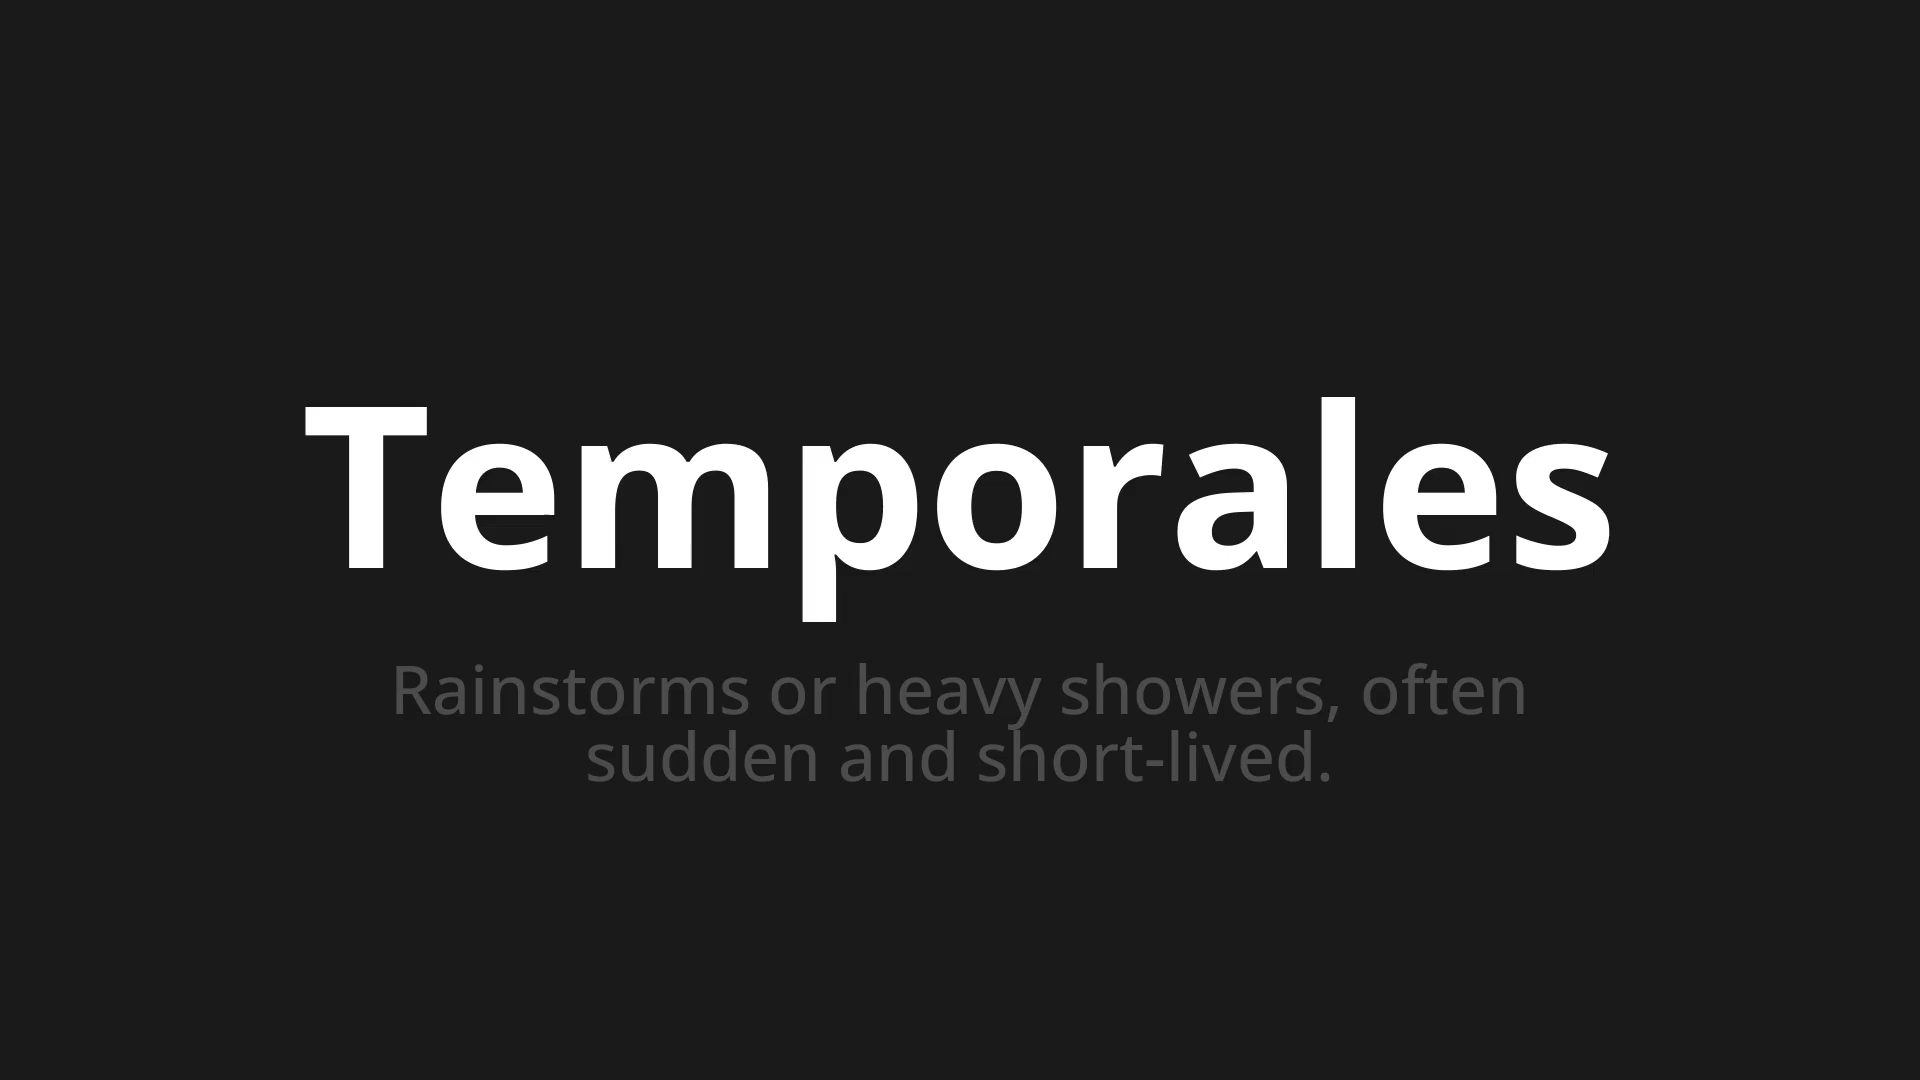 Temporales
Rainstorms or heavy showers, often
sudden and short-lived.